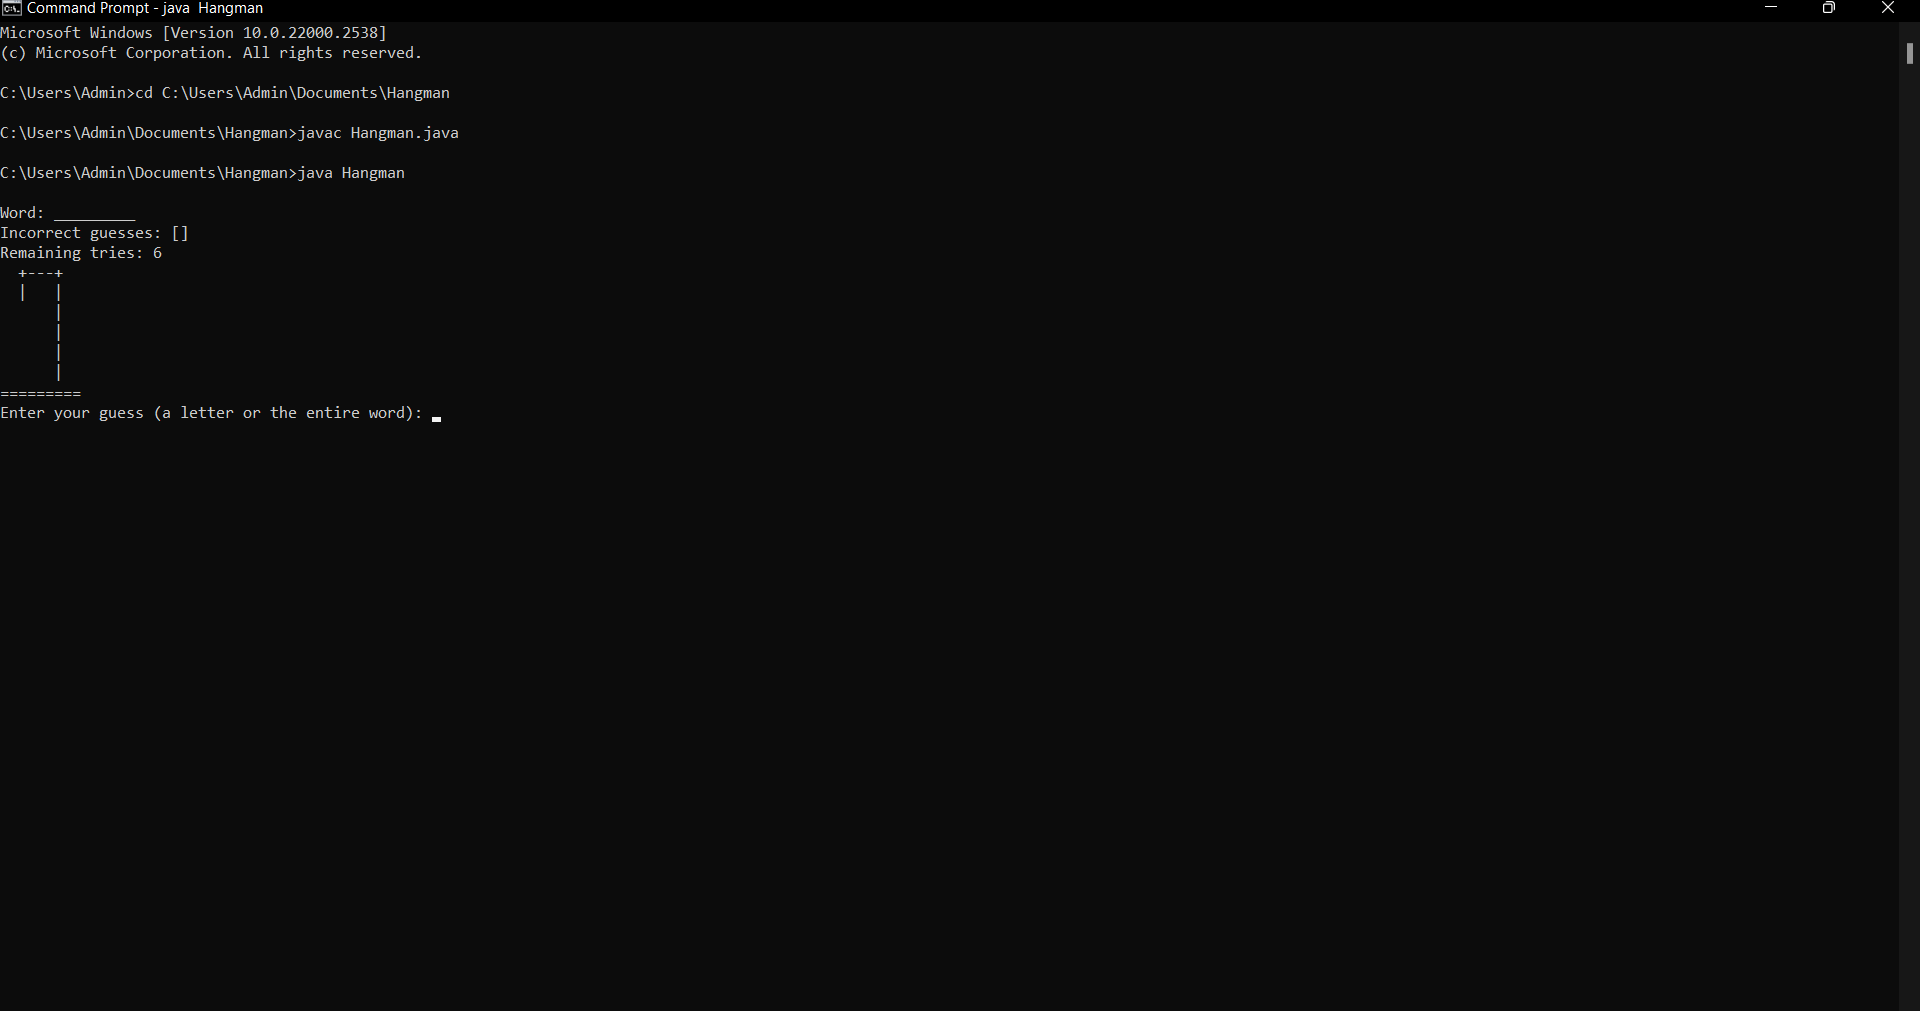 Command Prompt - java  Hangman
Microsoft Windows [Version 10.0.22000.2538]
(c) Microsoft Corporation. All rights reserved.
C:\Users\Admin>cd C:\Users\Admin\Documents\Hangman
C:\Users\Admin\Documents\Hangman>javac Hangman.java
C:\Users\Admin\Documents\Hangman>java Hangman
Word: _________
Incorrect guesses: []
Remaining tries: 6
  +---+
  |   |
      |
      |
      |
      |
=========
Enter your guess (a letter or the entire word):